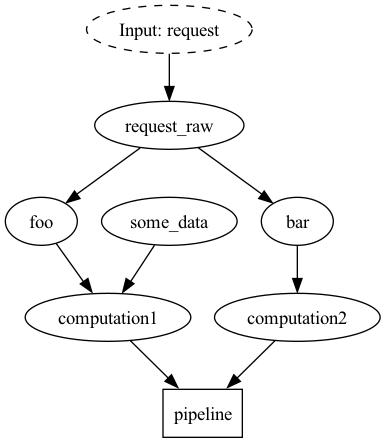 Input: request
request_raw
foo
some_data
bar
computation1
computation2
pipeline